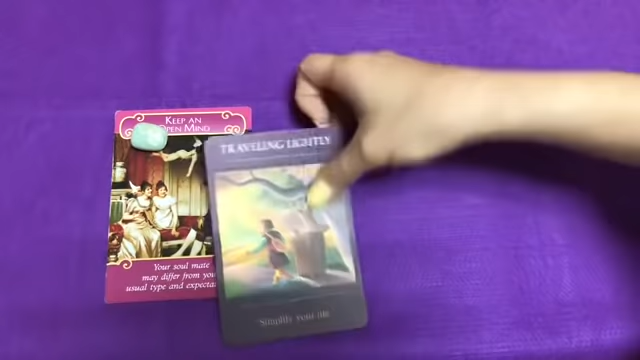 KEEP AN
OPEN MIND
Your soul mate
may differ from you
usual type and expecta
TRAVELING LIGHTLY
Simplify your life